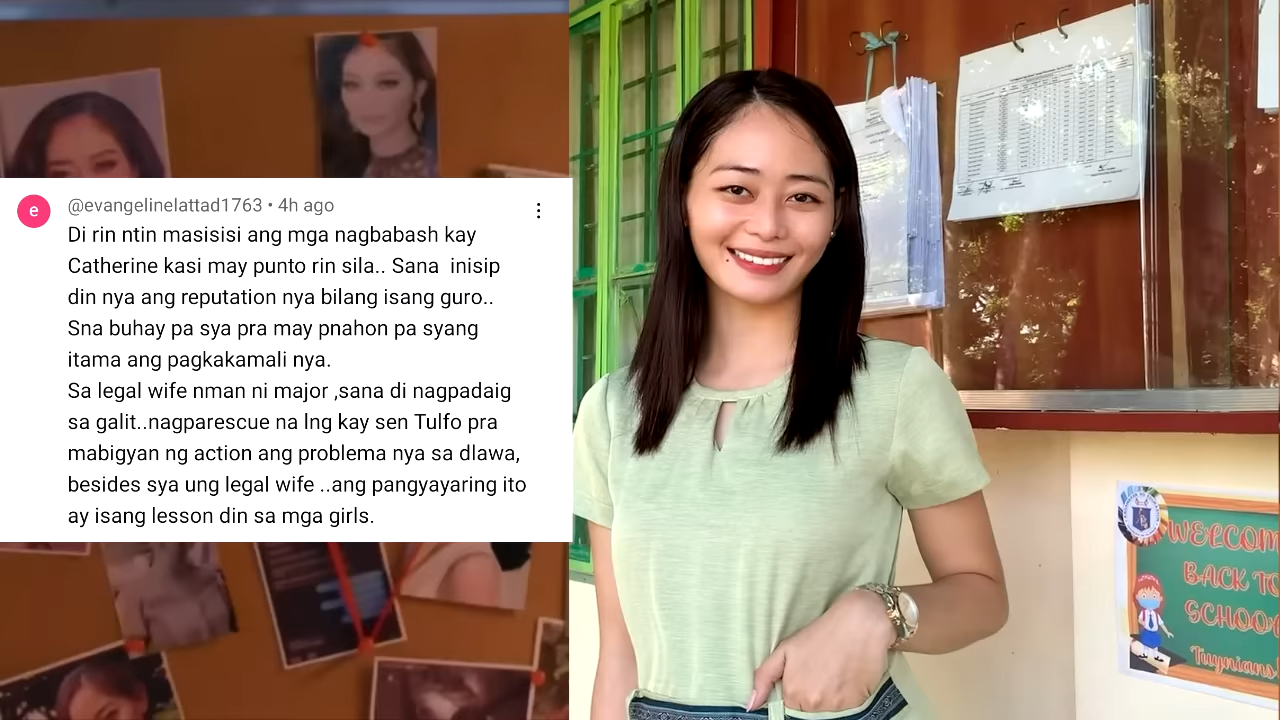 e
@evangelinelattad1763 • 4h ago
Di rin ntin masisisi ang mga nagbabash kay
Catherine kasi may punto rin sila.. Sana inisip
din nya ang reputation nya bilang isang guro..
Sna buhay pa sya pra may pnahon pa syang
itama ang pagkakamali nya.
Sa legal wife nman ni major ,sana di nagpadaig
sa galit..nagparescue na lng kay sen Tulfo pra
mabigyan ng action ang problema nya sa dlawa,
besides sya ung legal wife ..ang pangyayaring ito
ay isang lesson din sa mga girls.
WELCOM
BACK TO
SCHOO
Tuynians